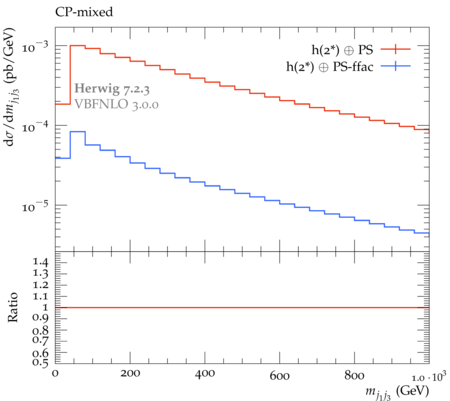 CP-mixed
h(2*) ⊕ PS
h(2*) ⊕ PS-ffac
Herwig 7.2.3
VBFNLO 3.0.0
10⁻³
10⁻⁴
10⁻⁵
dσ/dm_{j₁j₃} (pb/GeV)
1.4
1.3
1.2
1.1
1
0.9
0.8
0.7
0.6
0.5
Ratio
0 200 400 600 800 1.0 · 10³
m_{j₁j₃} (GeV)